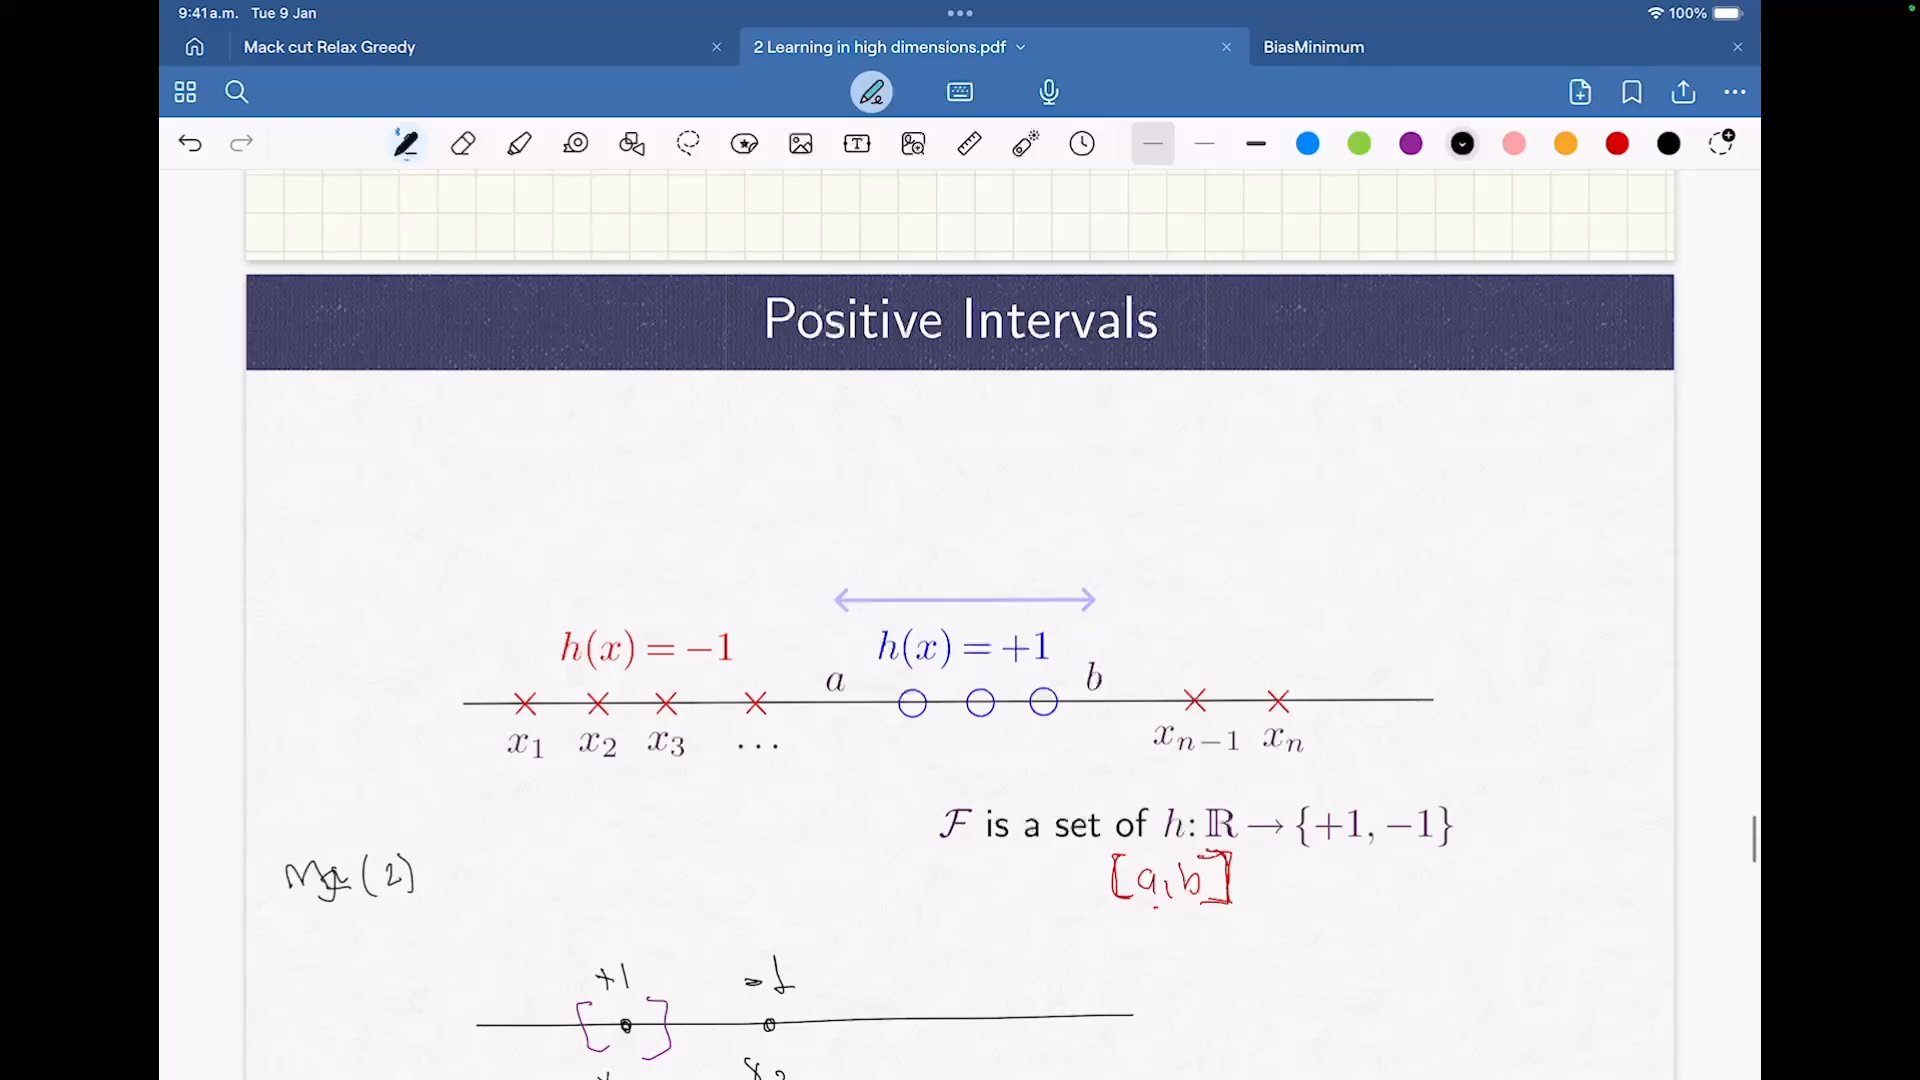 9:41 a.m. Tue 9 Jan
100%
Mack cut Relax Greedy
2 Learning in high dimensions.pdf
BiasMinimum
Positive Intervals
h(x) = −1
h(x) = +1
a
b
x₁ x₂ x₃ ... xₙ₋₁ xₙ
ℱ is a set of h: ℝ → {+1, −1}
[a, b]
(2)
+1
-1